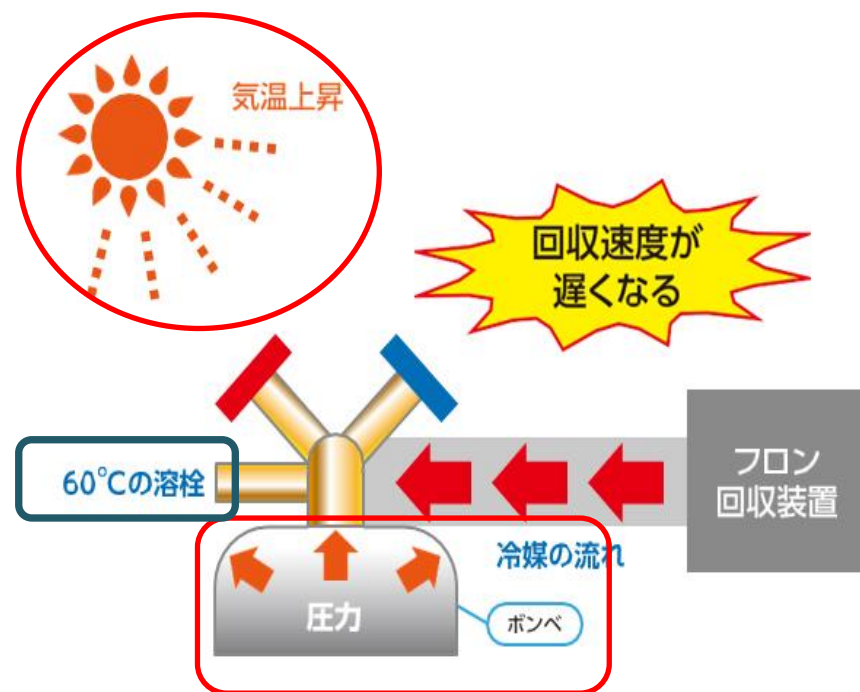 気温上昇
回収速度が
遅くなる
60℃の溶栓
フロン
回収装置
冷媒の流れ
圧力
ボンベ